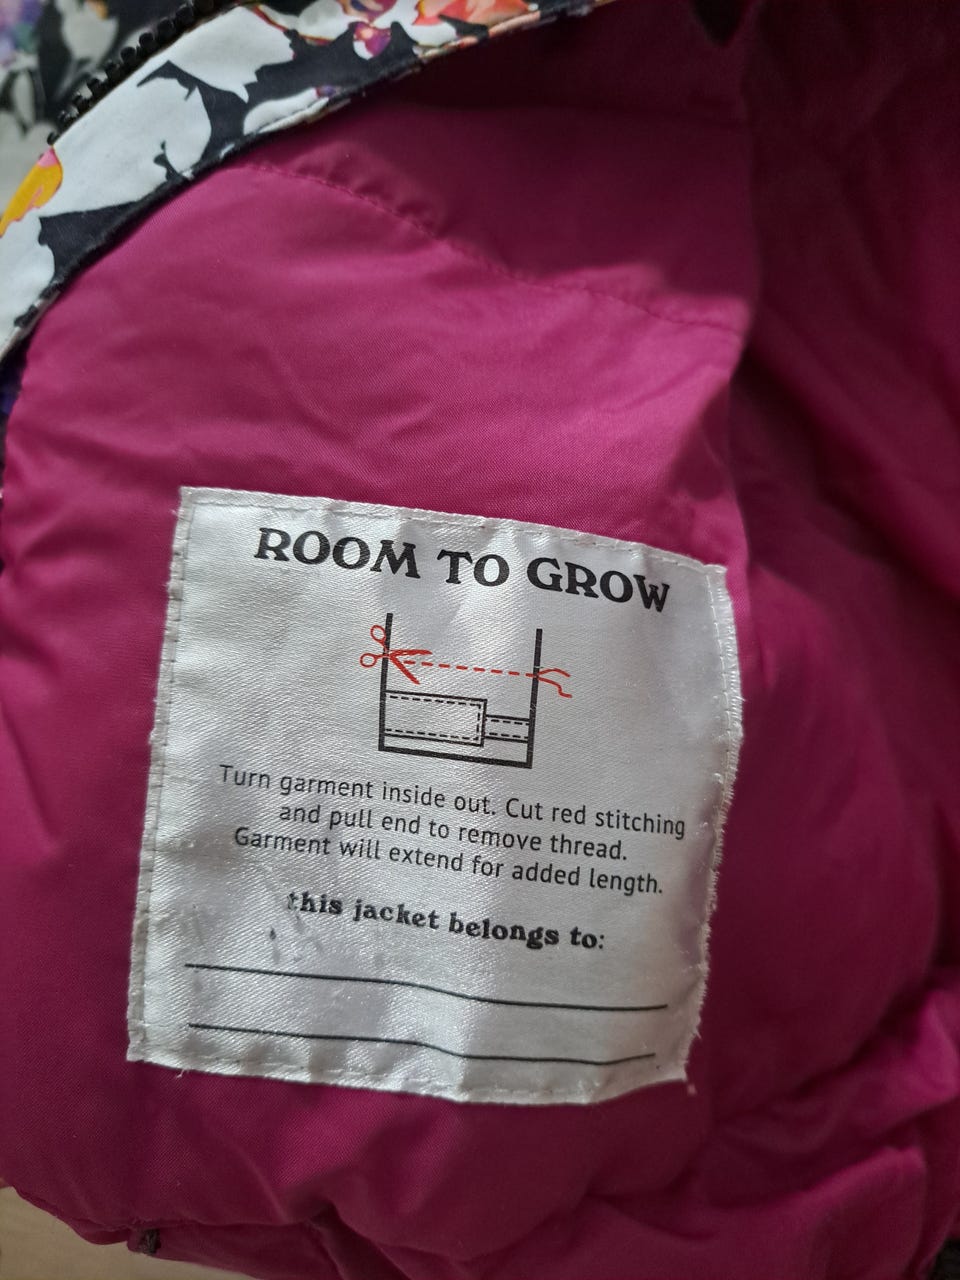 ROOM TO GROW
Turn garment inside out. Cut red stitching
and pull end to remove thread.
Garment will extend for added length.
this jacket belongs to: